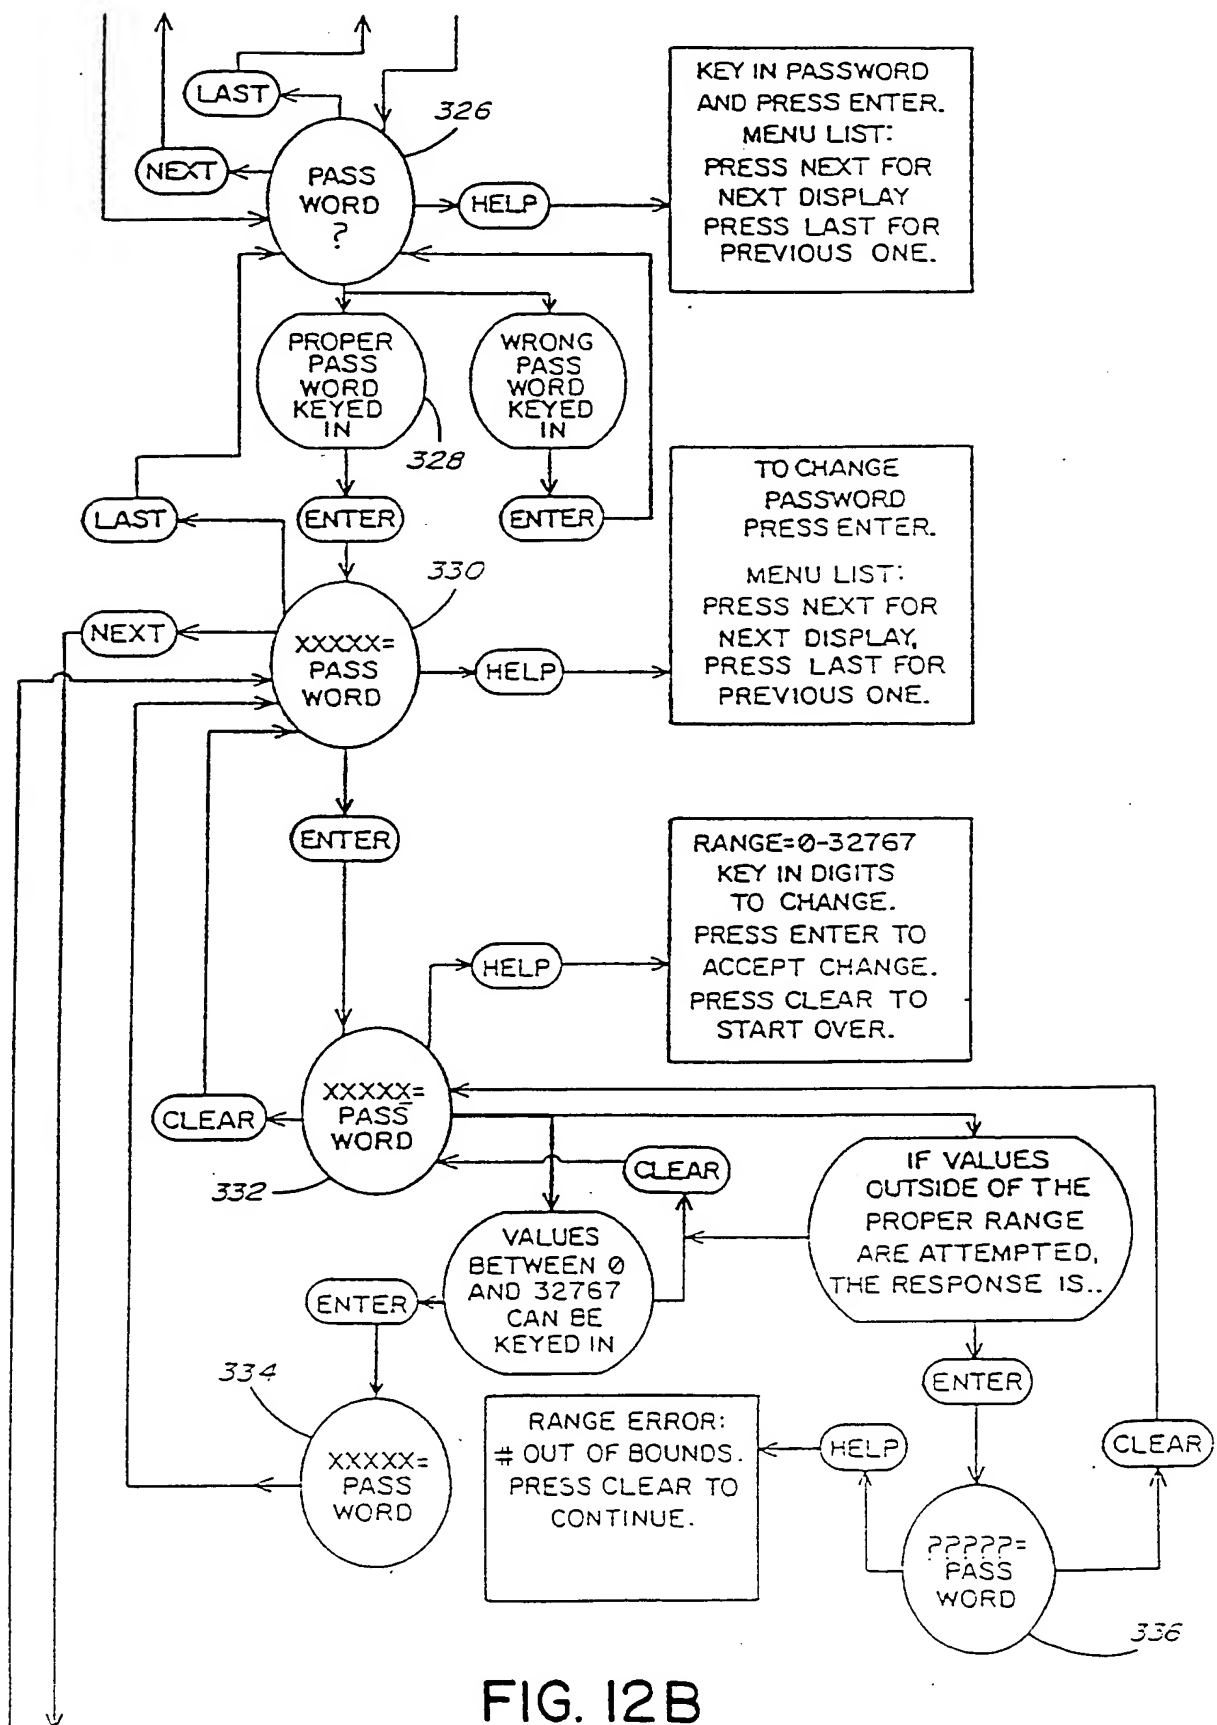 LAST
326
NEXT
PASS
WORD
?
HELP
KEY IN PASSWORD
AND PRESS ENTER.
MENU LIST:
PRESS NEXT FOR
NEXT DISPLAY
PRESS LAST FOR
PREVIOUS ONE.
PROPER
PASS
WORD
KEYED
IN
328
WRONG
PASS
WORD
KEYED
IN
LAST
ENTER
ENTER
330
NEXT
XXXXX=
PASS
WORD
HELP
TO CHANGE
PASSWORD
PRESS ENTER.
MENU LIST:
PRESS NEXT FOR
NEXT DISPLAY,
PRESS LAST FOR
PREVIOUS ONE.
ENTER
HELP
RANGE=0-32767
KEY IN DIGITS
TO CHANGE.
PRESS ENTER TO
ACCEPT CHANGE.
PRESS CLEAR TO
START OVER.
CLEAR
XXXXX=
PASS
WORD
332
CLEAR
IF VALUES
OUTSIDE OF THE
PROPER RANGE
ARE ATTEMPTED,
THE RESPONSE IS..
VALUES
BETWEEN 0
AND 32767
CAN BE
KEYED IN
ENTER
334
XXXXX=
PASS
WORD
ENTER
RANGE ERROR:
# OUT OF BOUNDS.
PRESS CLEAR TO
CONTINUE.
HELP
CLEAR
?????=
PASS
WORD
336
FIG. 12B